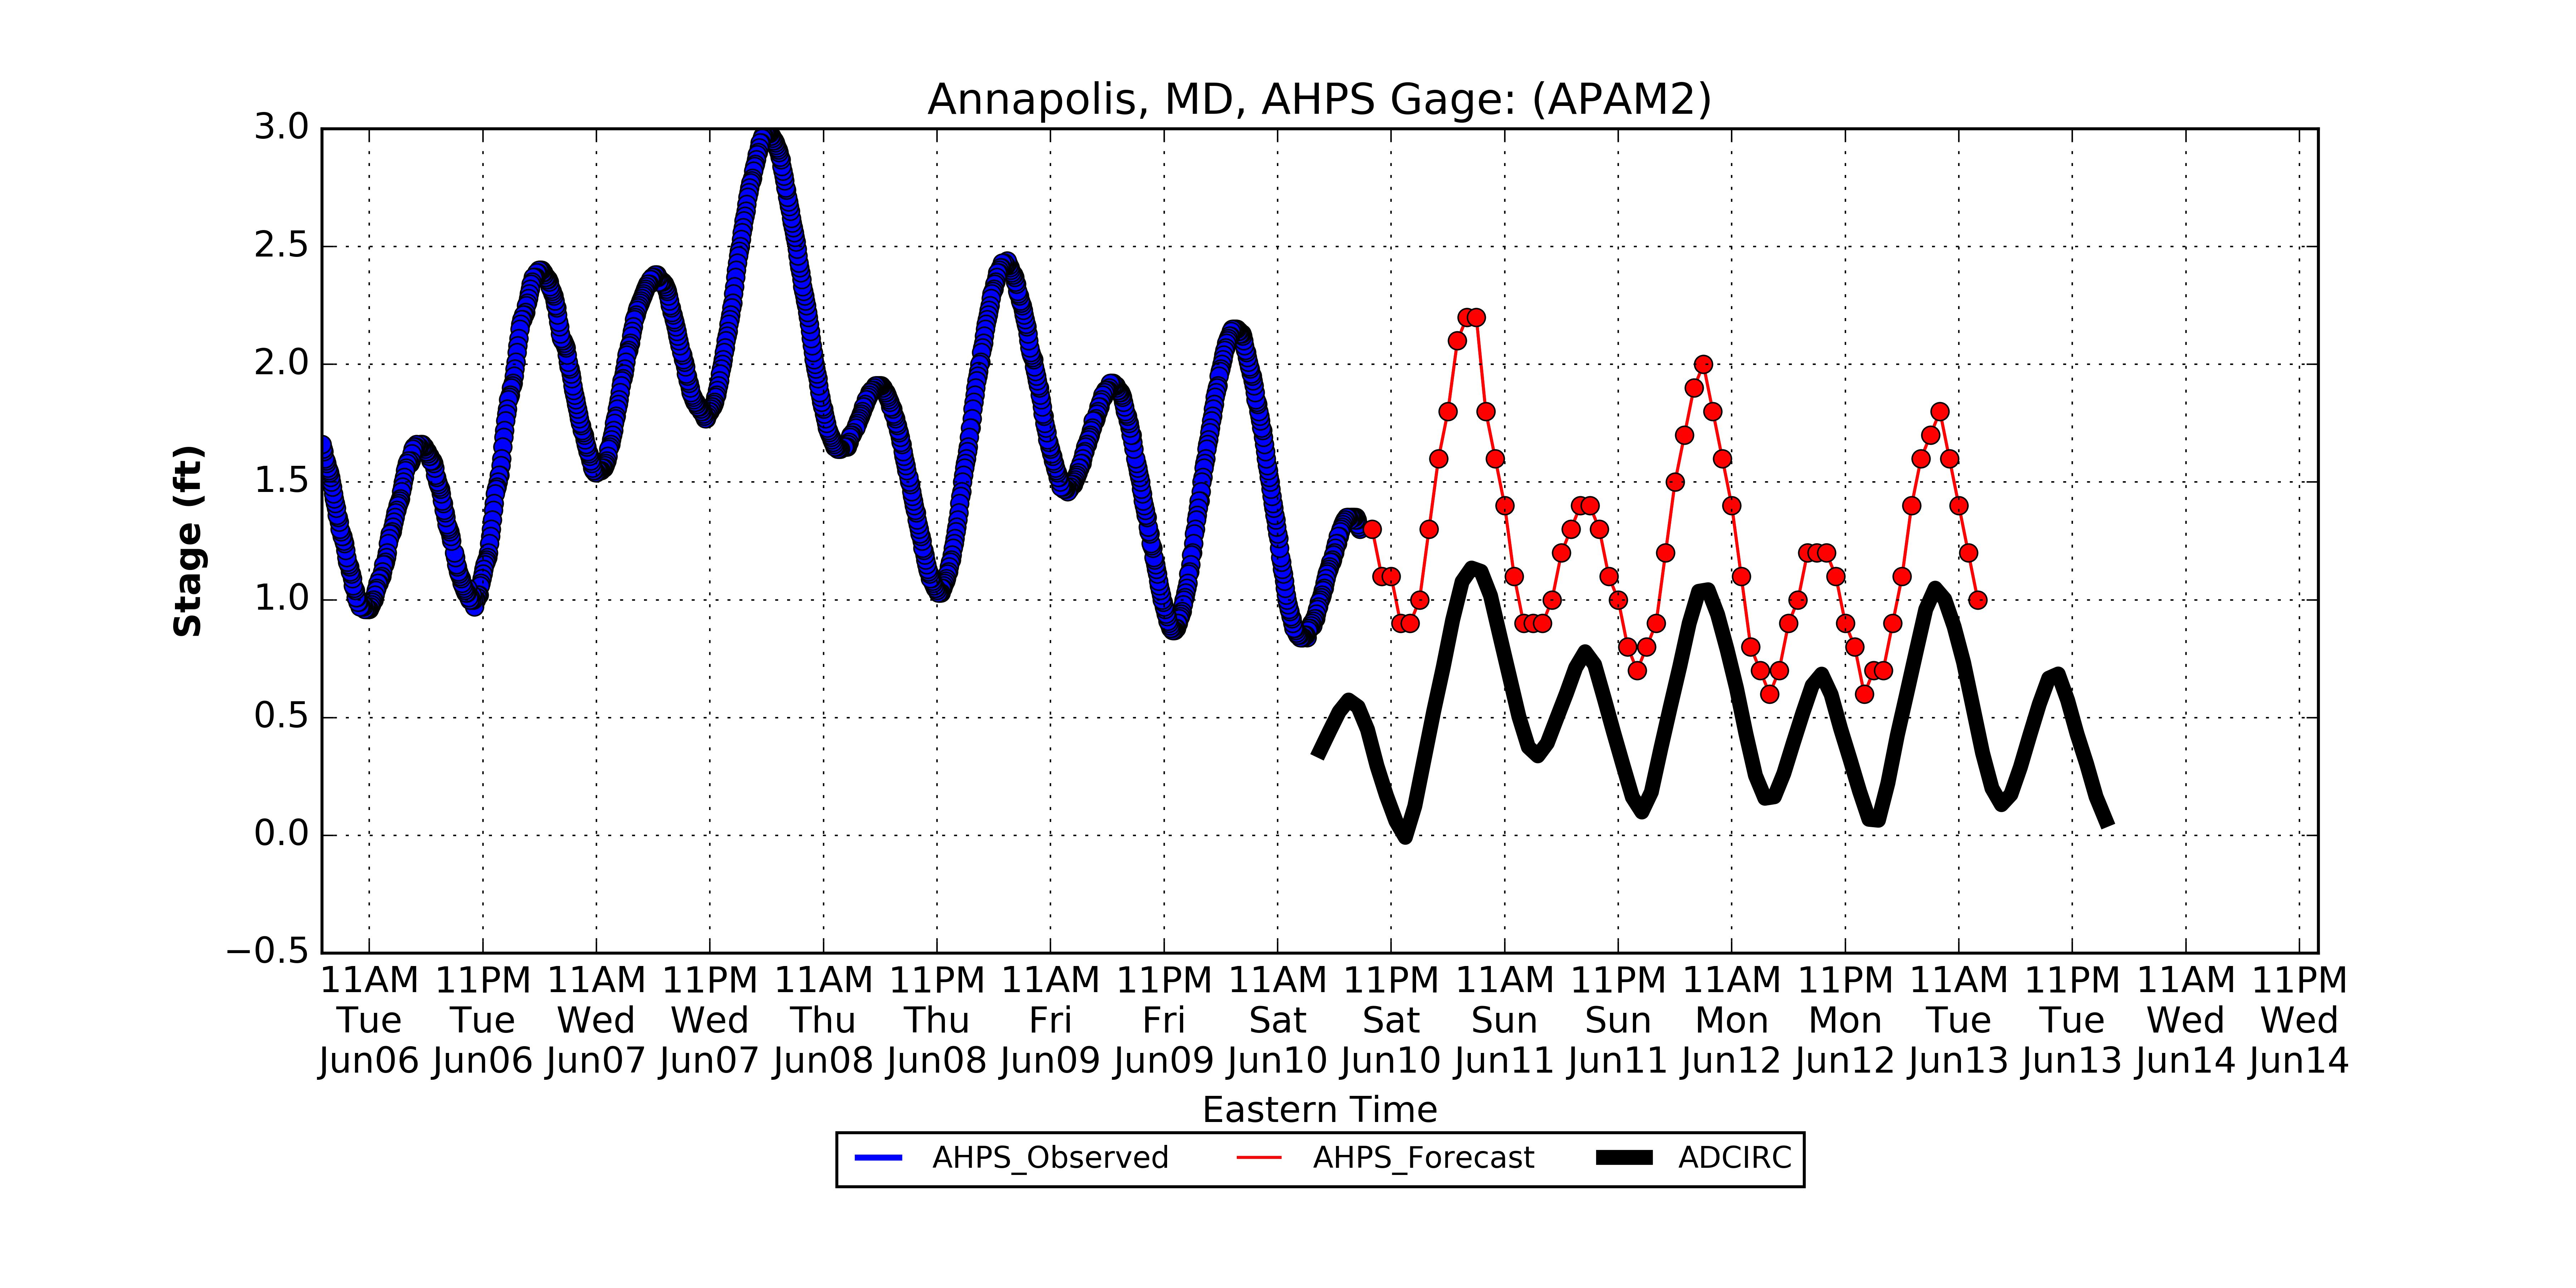 Annapolis, MD, AHPS Gage: (APAM2)
3.0
2.5
2.0
1.5
1.0
0.5
0.0
−0.5
Stage (ft)
11AM 11PM 11AM 11PM 11AM 11PM 11AM 11PM 11AM 11PM 11AM 11PM 11AM 11PM 11AM 11PM 11AM 11PM
Tue Tue Wed Wed Thu Thu Fri Fri Sat Sat Sun Sun Mon Mon Tue Tue Wed Wed
Jun06 Jun06 Jun07 Jun07 Jun08 Jun08 Jun09 Jun09 Jun10 Jun10 Jun11 Jun11 Jun12 Jun12 Jun13 Jun13 Jun14 Jun14
Eastern Time
AHPS_Observed AHPS_Forecast ADCIRC